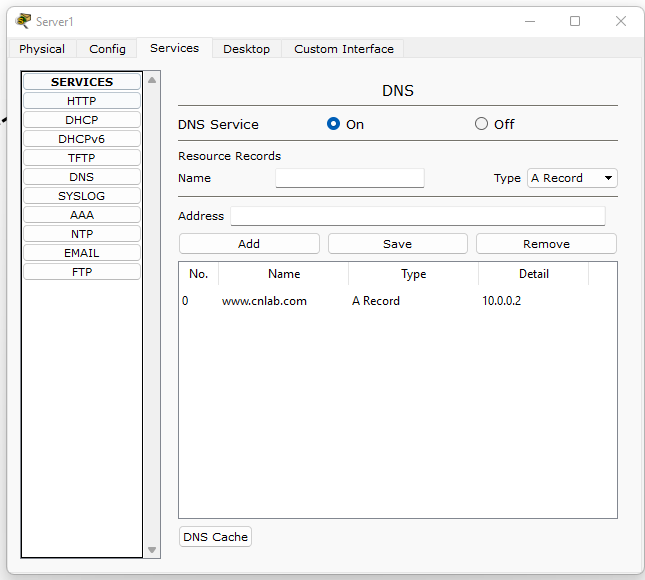 Server1
Physical Config Services Desktop Custom Interface
SERVICES
HTTP
DHCP
DHCPv6
TFTP
DNS
SYSLOG
AAA
NTP
EMAIL
FTP
DNS
DNS Service On Off
Resource Records
Name Type A Record
Address
Add Save Remove
No. Name Type Detail
0 www.cnlab.com A Record 10.0.0.2
DNS Cache